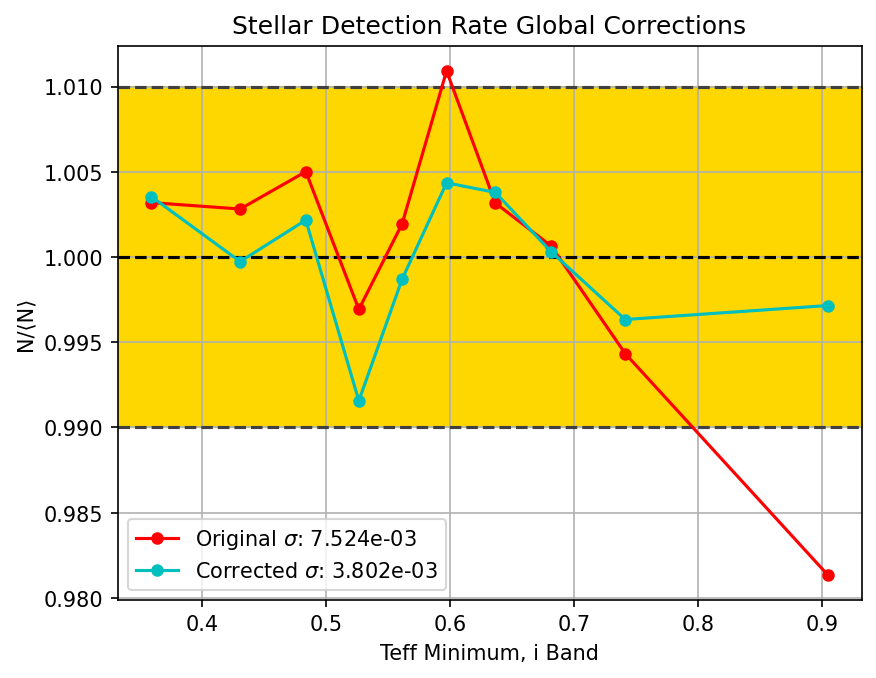 Stellar Detection Rate Global Corrections
N/⟨N⟩
1.010
1.005
1.000
0.995
0.990
0.985
0.980
Original σ: 7.524e-03
Corrected σ: 3.802e-03
0.4 0.5 0.6 0.7 0.8 0.9
Teff Minimum, i Band